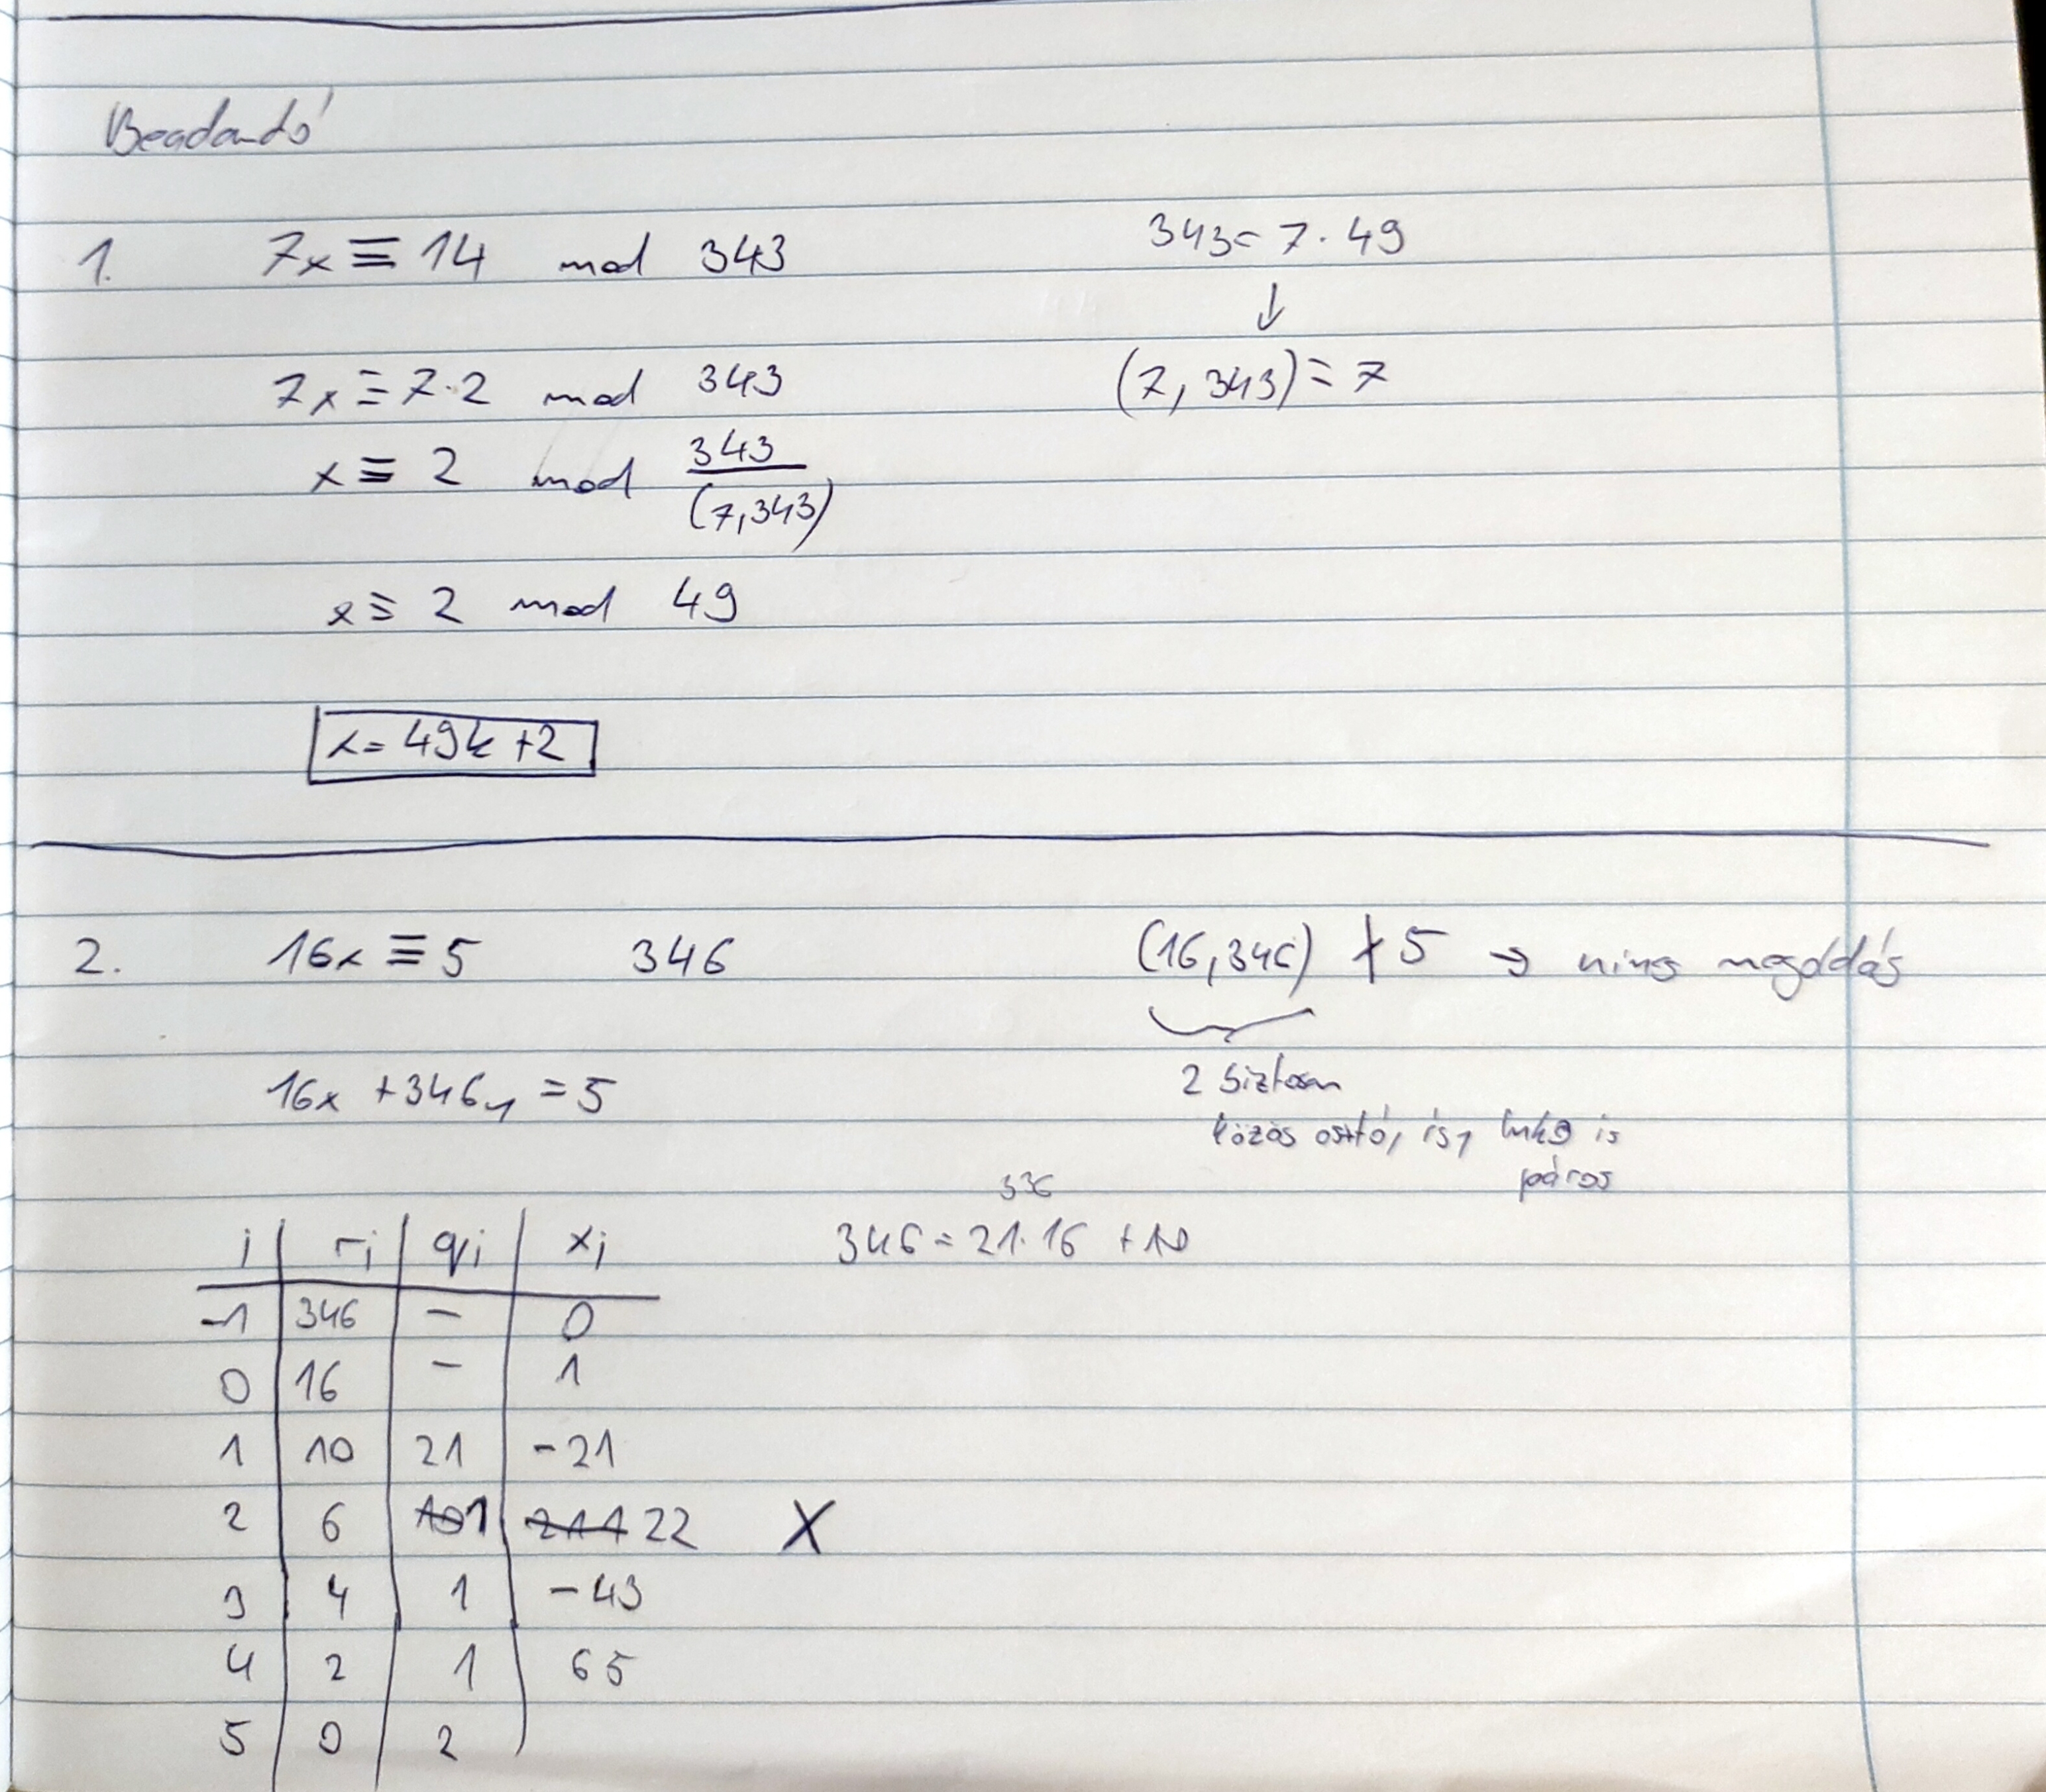 Beadandó
1. 7x ≡ 14 mod 343 343 = 7 · 49
↓
7x ≡ 7·2 mod 343 (7, 343) = 7
x ≡ 2 mod 343/(7,343)
x ≡ 2 mod 49
x = 49k + 2
2. 16x ≡ 5 346 (16,346) ∤ 5 → nincs megoldás
16x + 346y = 5 2 biztosan
közös osztó, is
páros
336
346 = 21·16 + 10
i ri qi xi
-1 346 - 0
0 16 - 1
1 10 21 -21
2 6 1 22 X
3 4 1 -43
4 2 1 65
5 0 2